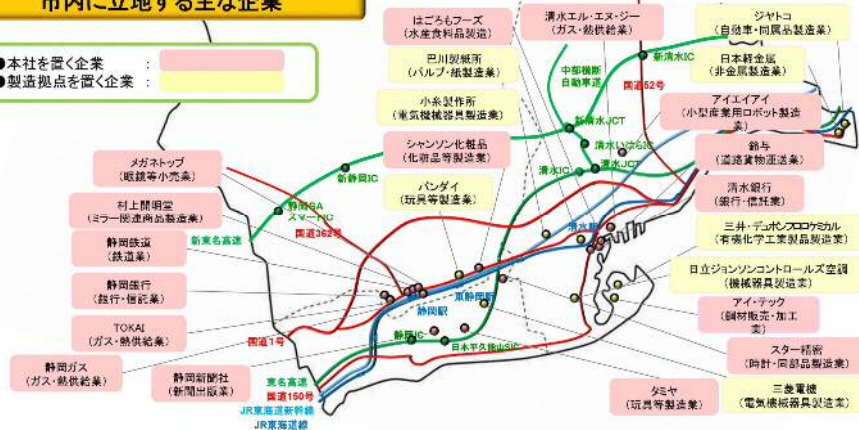 市内に立地する主な企業
●本社を置く企業　：
●製造拠点を置く企業　：
はごろもフーズ
（水産食料品製造）
清水エル・エヌ・ジー
（ガス・熱供給業）
ジヤトコ
（自動車・同属品製造業）
巴川製紙所
（パルプ・紙製造業）
日本軽金属
（非金属製造業）
小糸製作所
（電気機械器具製造業）
アイエイアイ
（小型産業用ロボット製造業）
シャンソン化粧品
（化粧品等製造業）
鈴与
（道路貨物運送業）
バンダイ
（玩具等製造業）
清水銀行
（銀行・信託業）
メガネトップ
（眼鏡等小売業）
村上開明堂
（ミラー関連商品製造業）
静岡鉄道
（鉄道業）
静岡銀行
（銀行・信託業）
TOKAI
（ガス・熱供給業）
静岡ガス
（ガス・熱供給業）
静岡新聞社
（新聞出版業）
三井・デュポンフロロケミカル
（有機化学工業製品製造業）
日立ジョンソンコントロールズ空調
（機械器具製造業）
アイ・テック
（鋼材販売・加工業）
スター精密
（時計・同部品製造業）
三菱電機
（電気機械器具製造業）
タミヤ
（玩具等製造業）
中部横断
自動車道
新清水IC
国道52号
新清水JCT
清水いはらIC
清水JCT
清水IC
新静岡IC
静岡SA
スマートIC
新東名高速
国道362号
清水駅
東静岡駅
静岡駅
静岡IC
日本平久能山SIC
国道1号
東名高速
国道150号
JR東海道新幹線
JR東海道線